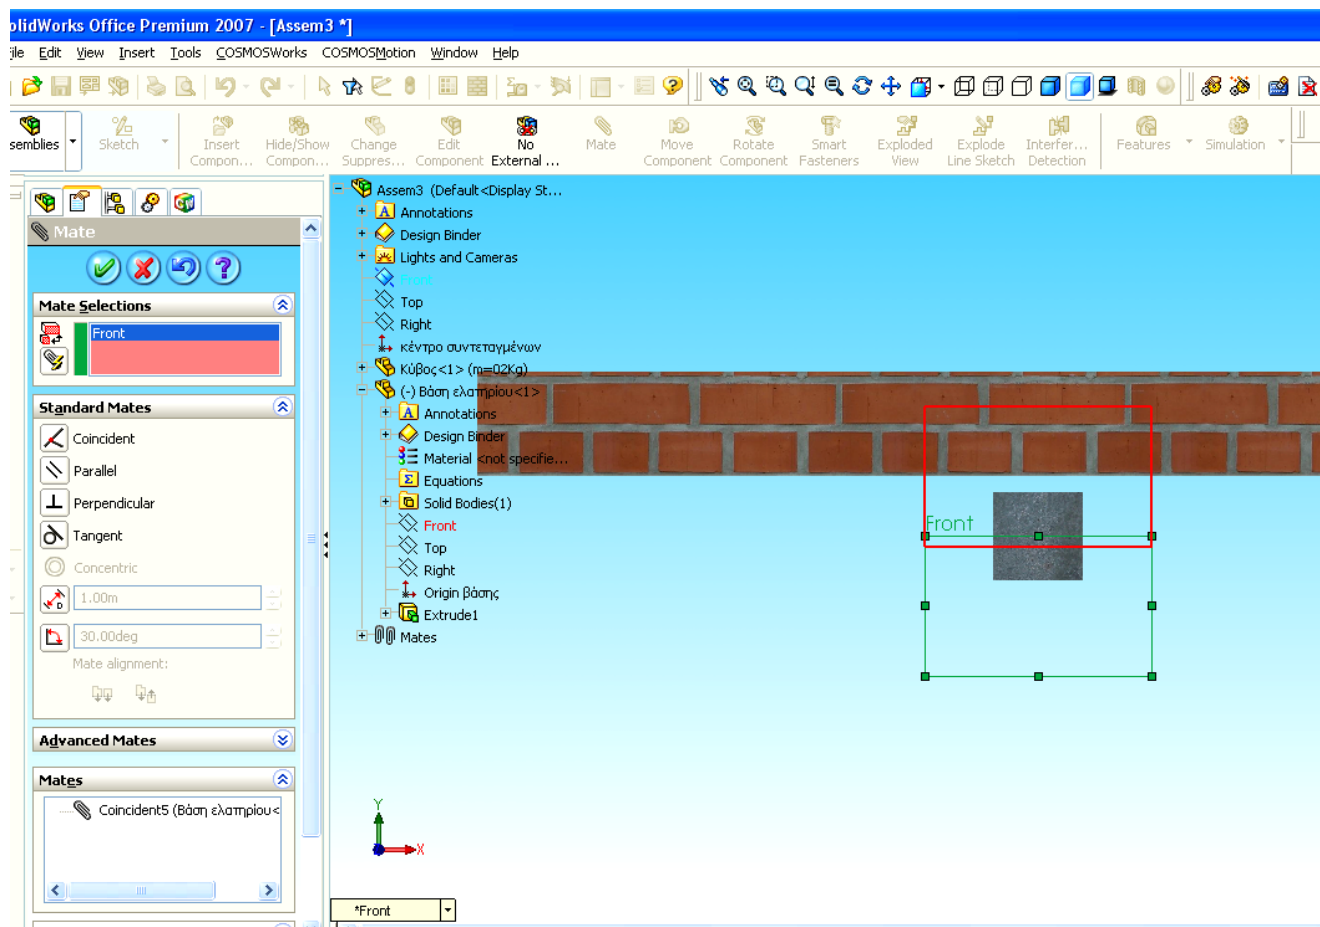 olidWorks Office Premium 2007 - [Assem3 *]
ile Edit View Insert Tools COSMOSWorks COSMOSMotion Window Help
semblies Sketch Insert Compon... Hide/Show Compon... Change Suppres... Edit Component No External ... Mate Move Component Rotate Component Smart Fasteners Exploded View Explode Line Sketch Interfer... Detection Features Simulation
Mate
Mate Selections
Front
Standard Mates
Coincident
Parallel
Perpendicular
Tangent
Concentric
1.00m
30.00deg
Mate alignment:
Advanced Mates
Mates
Coincident5 (Βάση ελατηρίου<
Assem3 (Default<Display St...
Annotations
Design Binder
Lights and Cameras
Front
Top
Right
κέντρο συντεταγμένων
Κύβος<1> (m=02Kg)
(-) Βάση ελατηρίου<1>
Annotations
Design Binder
Material <not specifie...
Equations
Solid Bodies(1)
Front
Top
Right
Origin βάσης
Extrude1
Mates
Front
Y
X
*Front